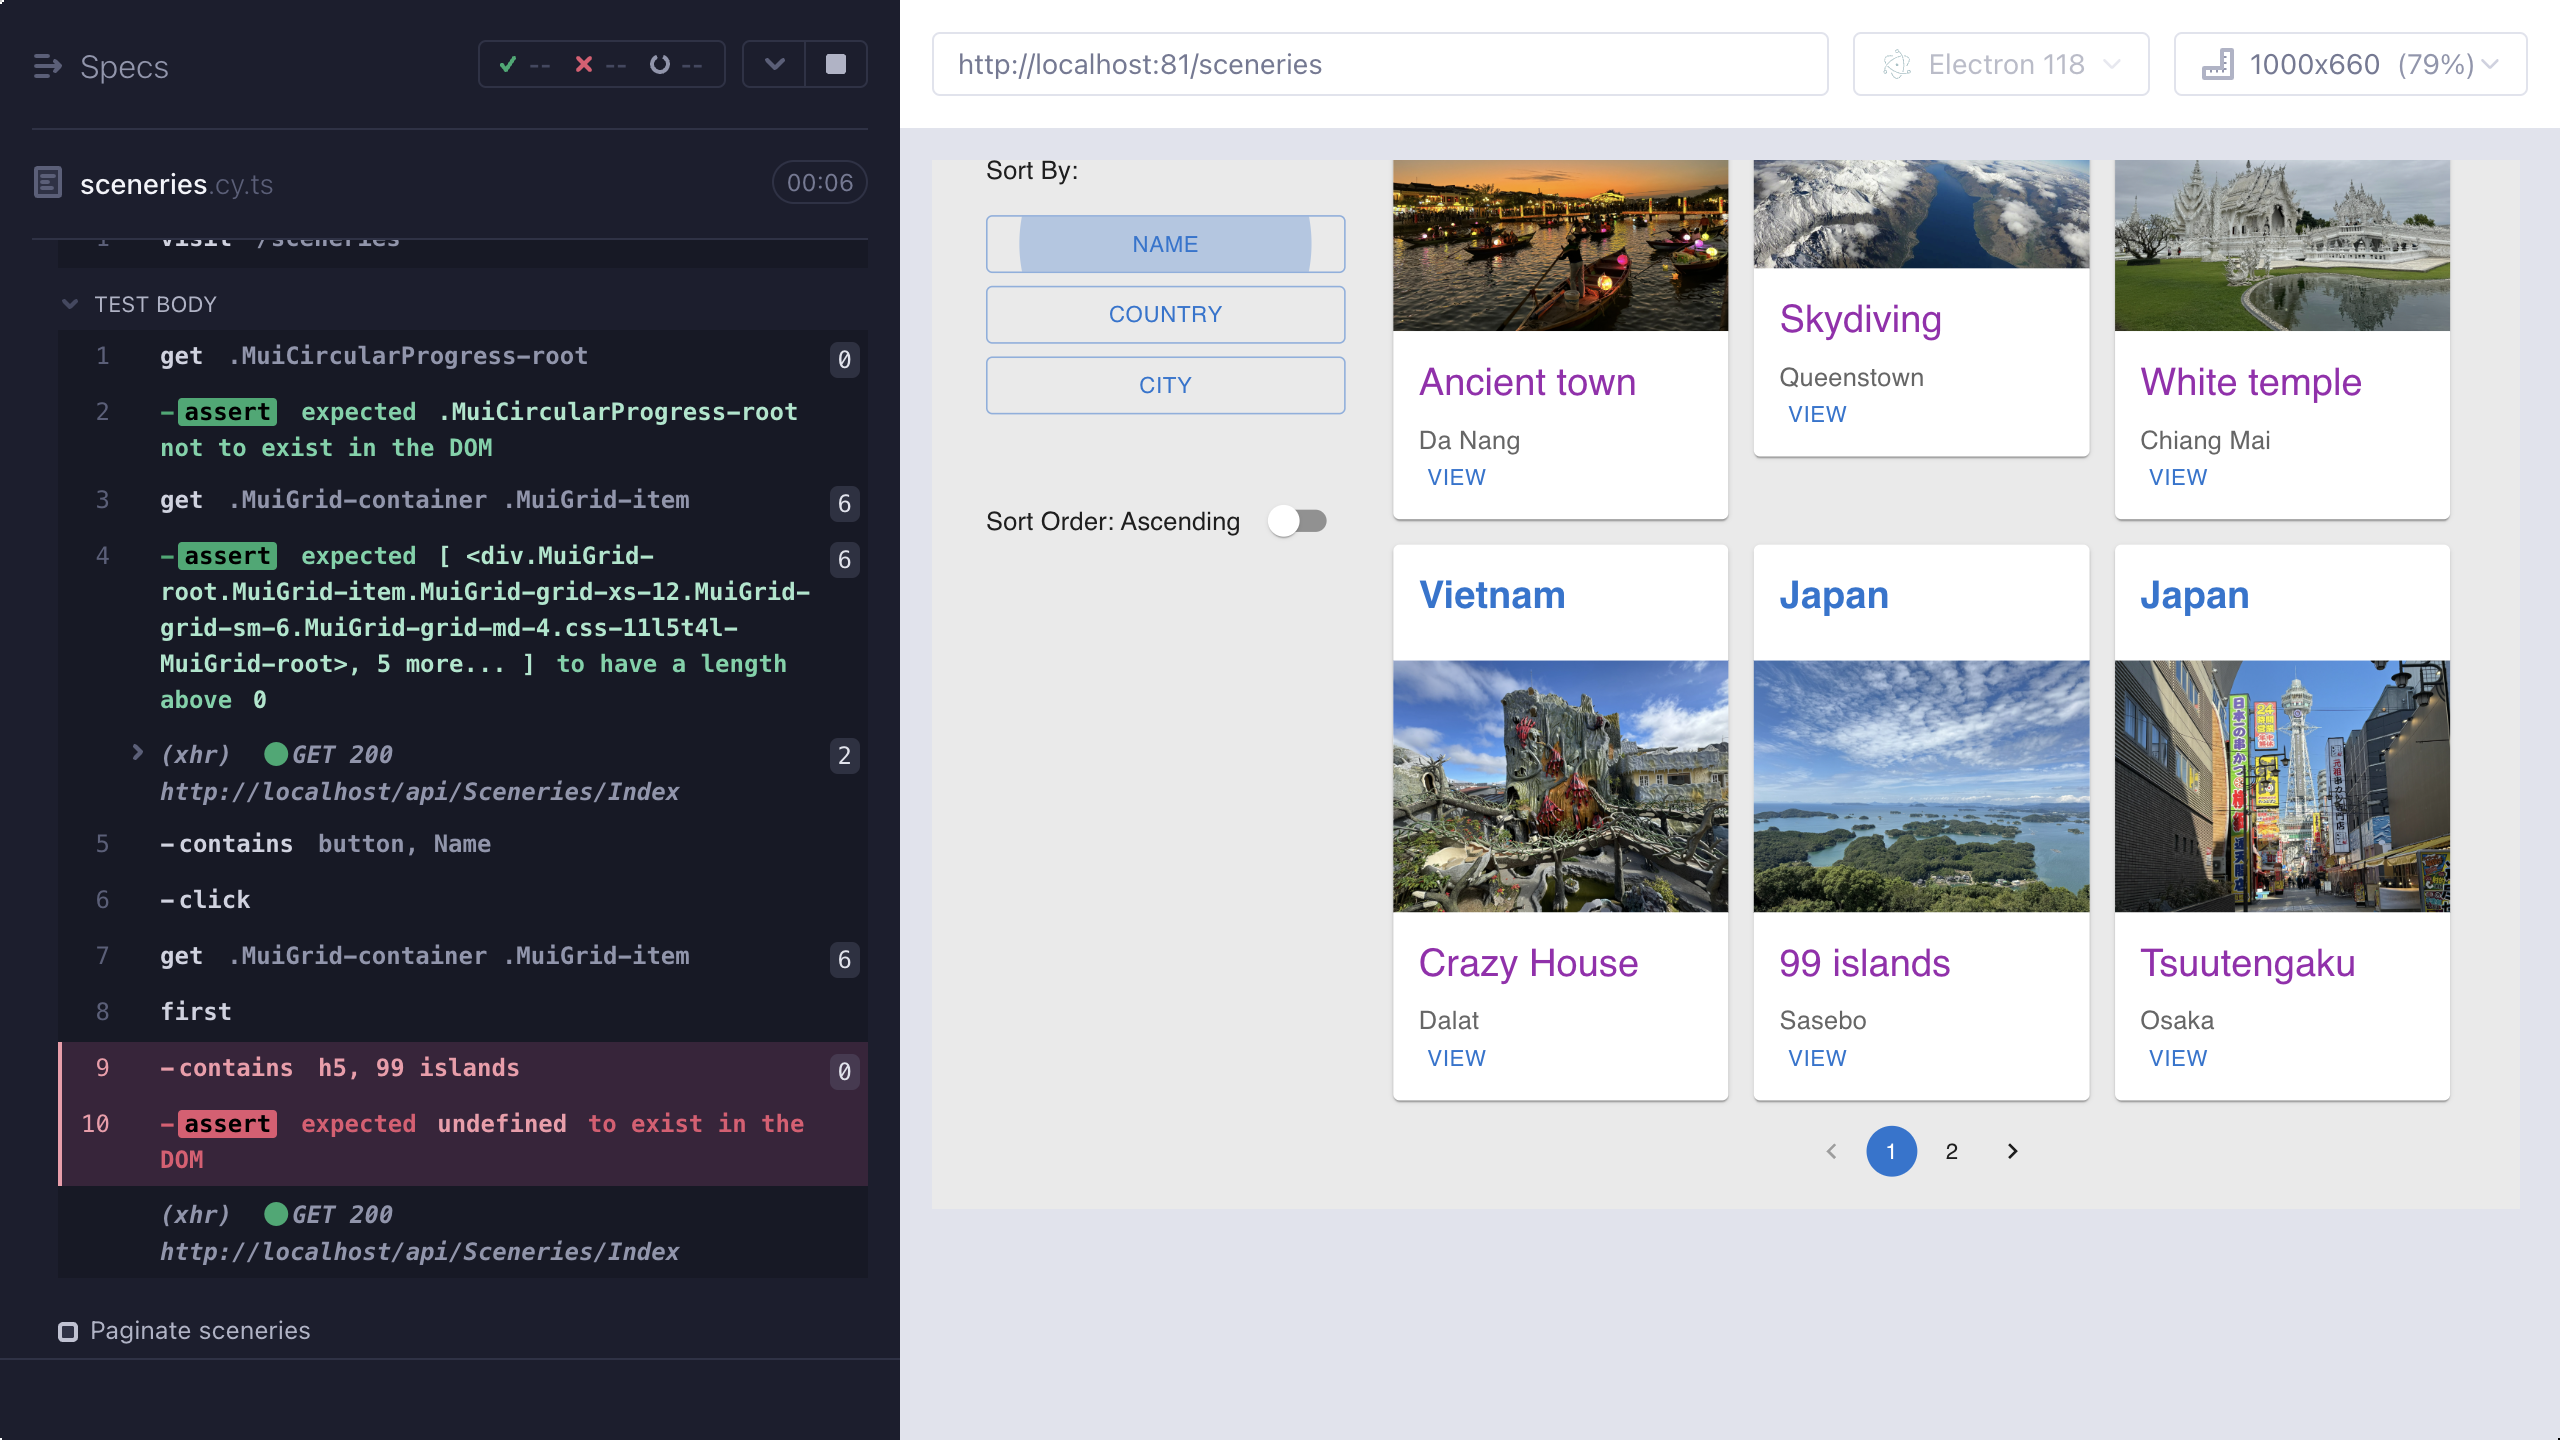 Specs
-- -- --
sceneries.cy.ts
00:06
1 visit /sceneries
TEST BODY
1 get .MuiCircularProgress-root 0
2 -assert expected .MuiCircularProgress-root
not to exist in the DOM
3 get .MuiGrid-container .MuiGrid-item 6
4 -assert expected [ <div.MuiGrid- 6
root.MuiGrid-item.MuiGrid-grid-xs-12.MuiGrid-
grid-sm-6.MuiGrid-grid-md-4.css-11l5t4l-
MuiGrid-root>, 5 more... ] to have a length
above 0
(xhr) GET 200 2
http://localhost/api/Sceneries/Index
5 -contains button, Name
6 -click
7 get .MuiGrid-container .MuiGrid-item 6
8 first
9 -contains h5, 99 islands 0
10 -assert expected undefined to exist in the
DOM
(xhr) GET 200
http://localhost/api/Sceneries/Index
Paginate sceneries
http://localhost:81/sceneries
Electron 118
1000x660 (79%)
Sort By:
NAME
COUNTRY
CITY
Sort Order: Ascending
Ancient town
Da Nang
VIEW
Skydiving
Queenstown
VIEW
White temple
Chiang Mai
VIEW
Vietnam
Crazy House
Dalat
VIEW
Japan
99 islands
Sasebo
VIEW
Japan
Tsuutengaku
Osaka
VIEW
1 2